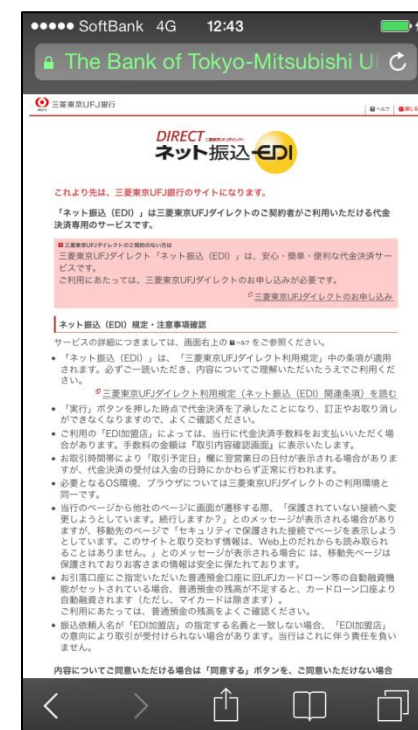 SoftBank 4G 12:43
The Bank of Tokyo-Mitsubishi U
三菱東京UFJ銀行
ヘルプ
DIRECT
ネット振込-EDI
これより先は、三菱東京UFJ銀行のサイトになります。
「ネット振込（EDI）」は三菱東京UFJダイレクトのご契約者がご利用いただける代金
決済専用のサービスです。
三菱東京UFJダイレクトのご契約のない方は
三菱東京UFJダイレクト「ネット振込（EDI）」は、安心・簡単・便利な代金決済サー
ビスです。
ご利用にあたっては、三菱東京UFJダイレクトのお申し込みが必要です。
三菱東京UFJダイレクトのお申し込み
ネット振込（EDI）規定・注意事項確認
サービスの詳細につきましては、画面右上の ヘルプ をご参照ください。
• 「ネット振込（EDI）」は、「三菱東京UFJダイレクト利用規定」中の条項が適用
されます。必ずご一読いただき、内容についてご理解いただいたうえでご利用くだ
さい。
三菱東京UFJダイレクト利用規定（ネット振込（EDI）関連条項）を読む
• 「実行」ボタンを押した時点で代金決済を了承したことになり、訂正やお取り消し
ができなくなりますので、よくご確認ください。
• ご利用の「EDI加盟店」によっては、当行に代金決済手数料をお支払いいただく場
合があります。手数料の金額は『取引内容確認画面』に表示いたします。
• お取引時間帯により「取引予定日」欄に翌営業日の日付が表示される場合がありま
すが、代金決済の受付は入金の日時にかかわらず正常に行われます。
• 必要となるOS環境、ブラウザについては三菱東京UFJダイレクトのご利用環境と
同一です。
• 当行のページから他社のページに画面が遷移する際、「保護されていない接続へ変
更しようとしています。続行しますか？」とのメッセージが表示される場合があり
ますが、移動先のページで「セキュリティで保護された接続でページを表示しよう
としています。このサイトと取り交わす情報は、Web上のだれからも読み取られ
ることはありません。」とのメッセージが表示される場合に は、移動先ページは
保護されておりお客さまの情報は安全に保たれております。
• お引落口座にご指定いただいた普通預金口座に旧UFJカードローン等の自動融資機
能がセットされている場合、普通預金の残高が不足すると、カードローン口座より
自動融資されます（ただし、マイカードは除きます）。
ご利用にあたっては、普通預金の残高をよくご確認ください。
• 振込依頼人名が「EDI加盟店」の指定する名義と一致しない場合、「EDI加盟店」
の意向により取引が受付けられない場合があります。当行はこれに伴う責任を負い
ません。
内容についてご同意いただける場合は「同意する」ボタンを、ご同意いただけない場合